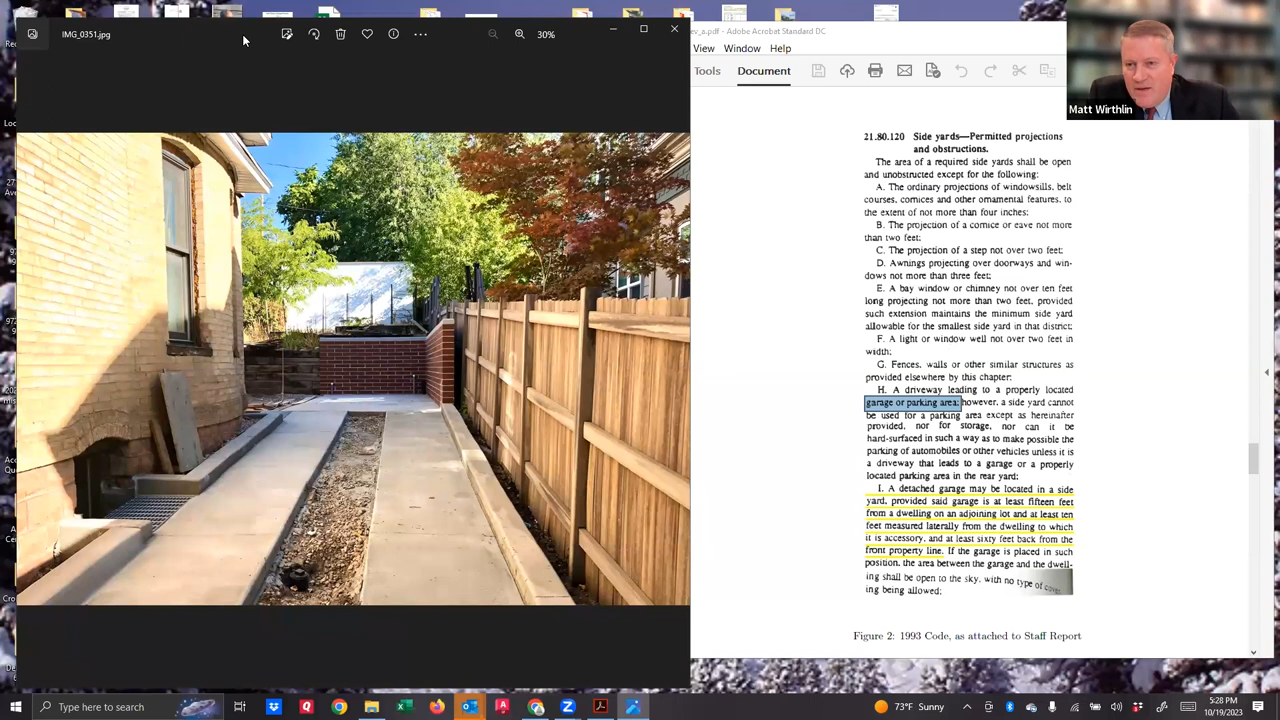 Mo_03b.jpg
30%
ev_a.pdf - Adobe Acrobat Standard DC
View Window Help
Tools Document
Matt Wirthlin
21.80.120 Side yards—Permitted projections
and obstructions.
The area of a required side yards shall be open
and unobstructed except for the following:
A. The ordinary projections of windowsills, belt
courses, cornices and other ornamental features, to
the extent of not more than four inches;
B. The projection of a cornice or eave not more
than two feet;
C. The projection of a step not over two feet;
D. Awnings projecting over doorways and win-
dows not more than three feet;
E. A bay window or chimney not over ten feet
long projecting not more than two feet, provided
such extension maintains the minimum side yard
allowable for the smallest side yard in that district;
F. A light or window well not over two feet in
width;
G. Fences, walls or other similar structures as
provided elsewhere by this chapter;
H. A driveway leading to a properly located
garage or parking area; however, a side yard cannot
be used for a parking area except as hereinafter
provided, nor for storage, nor can it be
hard-surfaced in such a way as to make possible the
parking of automobiles or other vehicles unless it is
a driveway that leads to a garage or a properly
located parking area in the rear yard;
I. A detached garage may be located in a side
yard, provided said garage is at least fifteen feet
from a dwelling on an adjoining lot and at least ten
feet measured laterally from the dwelling to which
it is accessory, and at least sixty feet back from the
front property line. If the garage is placed in such
position, the area between the garage and the dwell-
ing shall be open to the sky, with no type of cover-
ing being allowed;
Figure 2: 1993 Code, as attached to Staff Report
Type here to search
73°F Sunny
5:28 PM
10/19/2023